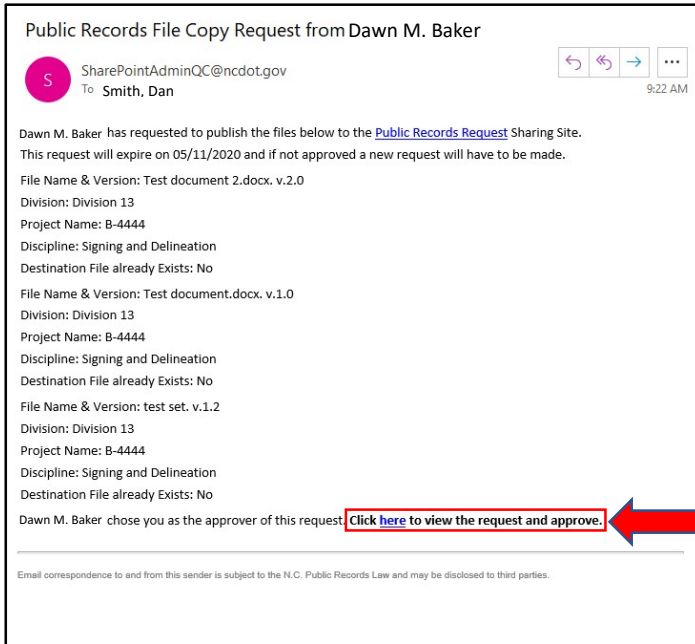 Public Records File Copy Request from Dawn M. Baker
S
SharePointAdminQC@ncdot.gov
To Smith, Dan
9:22 AM
Dawn M. Baker has requested to publish the files below to the Public Records Request Sharing Site.
This request will expire on 05/11/2020 and if not approved a new request will have to be made.
File Name & Version: Test document 2.docx. v.2.0
Division: Division 13
Project Name: B-4444
Discipline: Signing and Delineation
Destination File already Exists: No
File Name & Version: Test document.docx. v.1.0
Division: Division 13
Project Name: B-4444
Discipline: Signing and Delineation
Destination File already Exists: No
File Name & Version: test set. v.1.2
Division: Division 13
Project Name: B-4444
Discipline: Signing and Delineation
Destination File already Exists: No
Dawn M. Baker chose you as the approver of this request. Click here to view the request and approve.
Email correspondence to and from this sender is subject to the N.C. Public Records Law and may be disclosed to third parties.